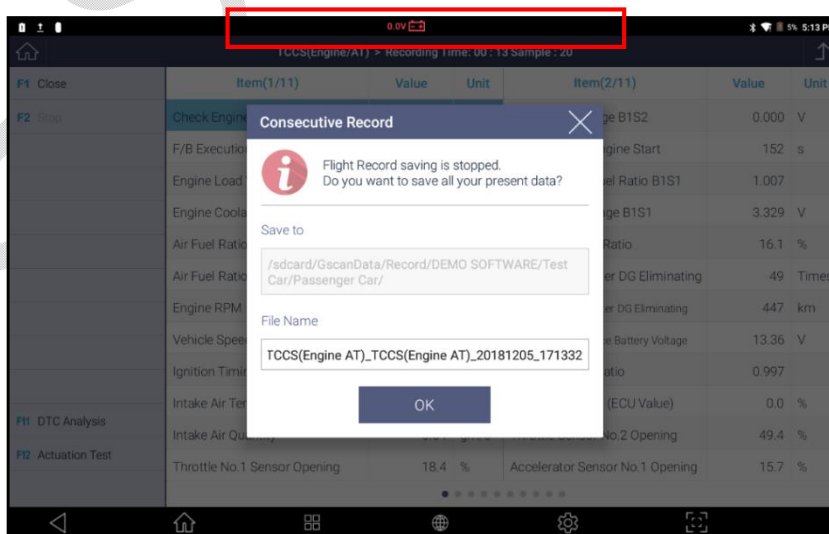 0.0V
5% 5:13 P
TCCS(Engine/AT) > Recording Time: 00 : 13 Sample : 20
F1 Close
Item(1/11) Value Unit Item(2/11) Value Unit
F2 Stop
Check Engine
ge B1S2 0.000 V
Consecutive Record
F/B Executio
ngine Start 152 s
Flight Record saving is stopped.
Do you want to save all your present data?
Engine Load
el Ratio B1S1 1.007
Engine Coola
ge B1S1 3.329 V
Save to
Air Fuel Ratio
Ratio 16.1 %
/sdcard/GscanData/Record/DEMO SOFTWARE/Test
Car/Passenger Car/
Air Fuel Ratio
er DG Eliminating 49 Times
Engine RPM
er DG Eliminating 447 km
File Name
Vehicle Spee
e Battery Voltage 13.36 V
TCCS(Engine AT)_TCCS(Engine AT)_20181205_171332
Ignition Timi
atio 0.997
Intake Air Ter
(ECU Value) 0.0 %
OK
F11 DTC Analysis
Intake Air Qu
No.2 Opening 49.4 %
F12 Actuation Test
Throttle No.1 Sensor Opening 18.4 % Accelerator Sensor No.1 Opening 15.7 %